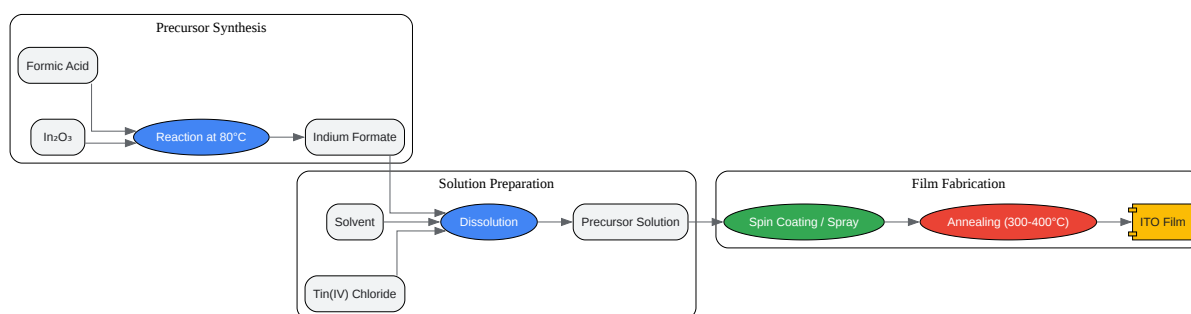 Precursor Synthesis
Formic Acid
In₂O₃
Reaction at 80°C
Indium Formate
Solution Preparation
Solvent
Dissolution
Precursor Solution
Tin(IV) Chloride
Film Fabrication
Spin Coating / Spray
Annealing (300-400°C)
ITO Film